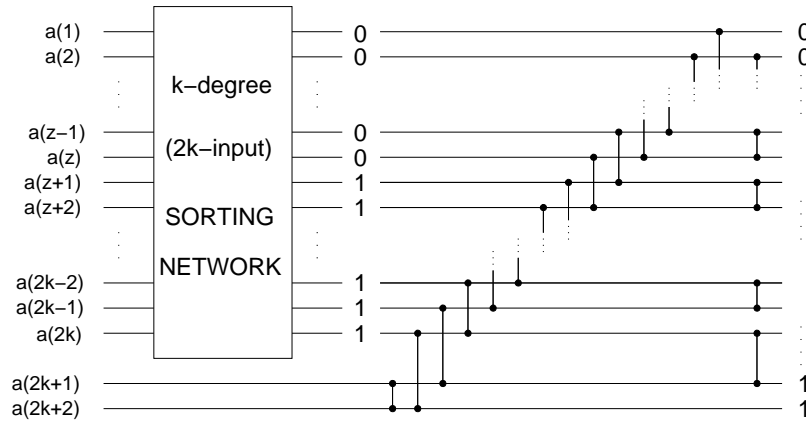 a(1) 0 0
a(2) 0 0
k−degree
a(z−1) 0
(2k−input)
a(z) 0
a(z+1) 1
a(z+2) 1
SORTING
NETWORK
a(2k−2) 1
a(2k−1) 1
a(2k) 1
a(2k+1) 1
a(2k+2) 1